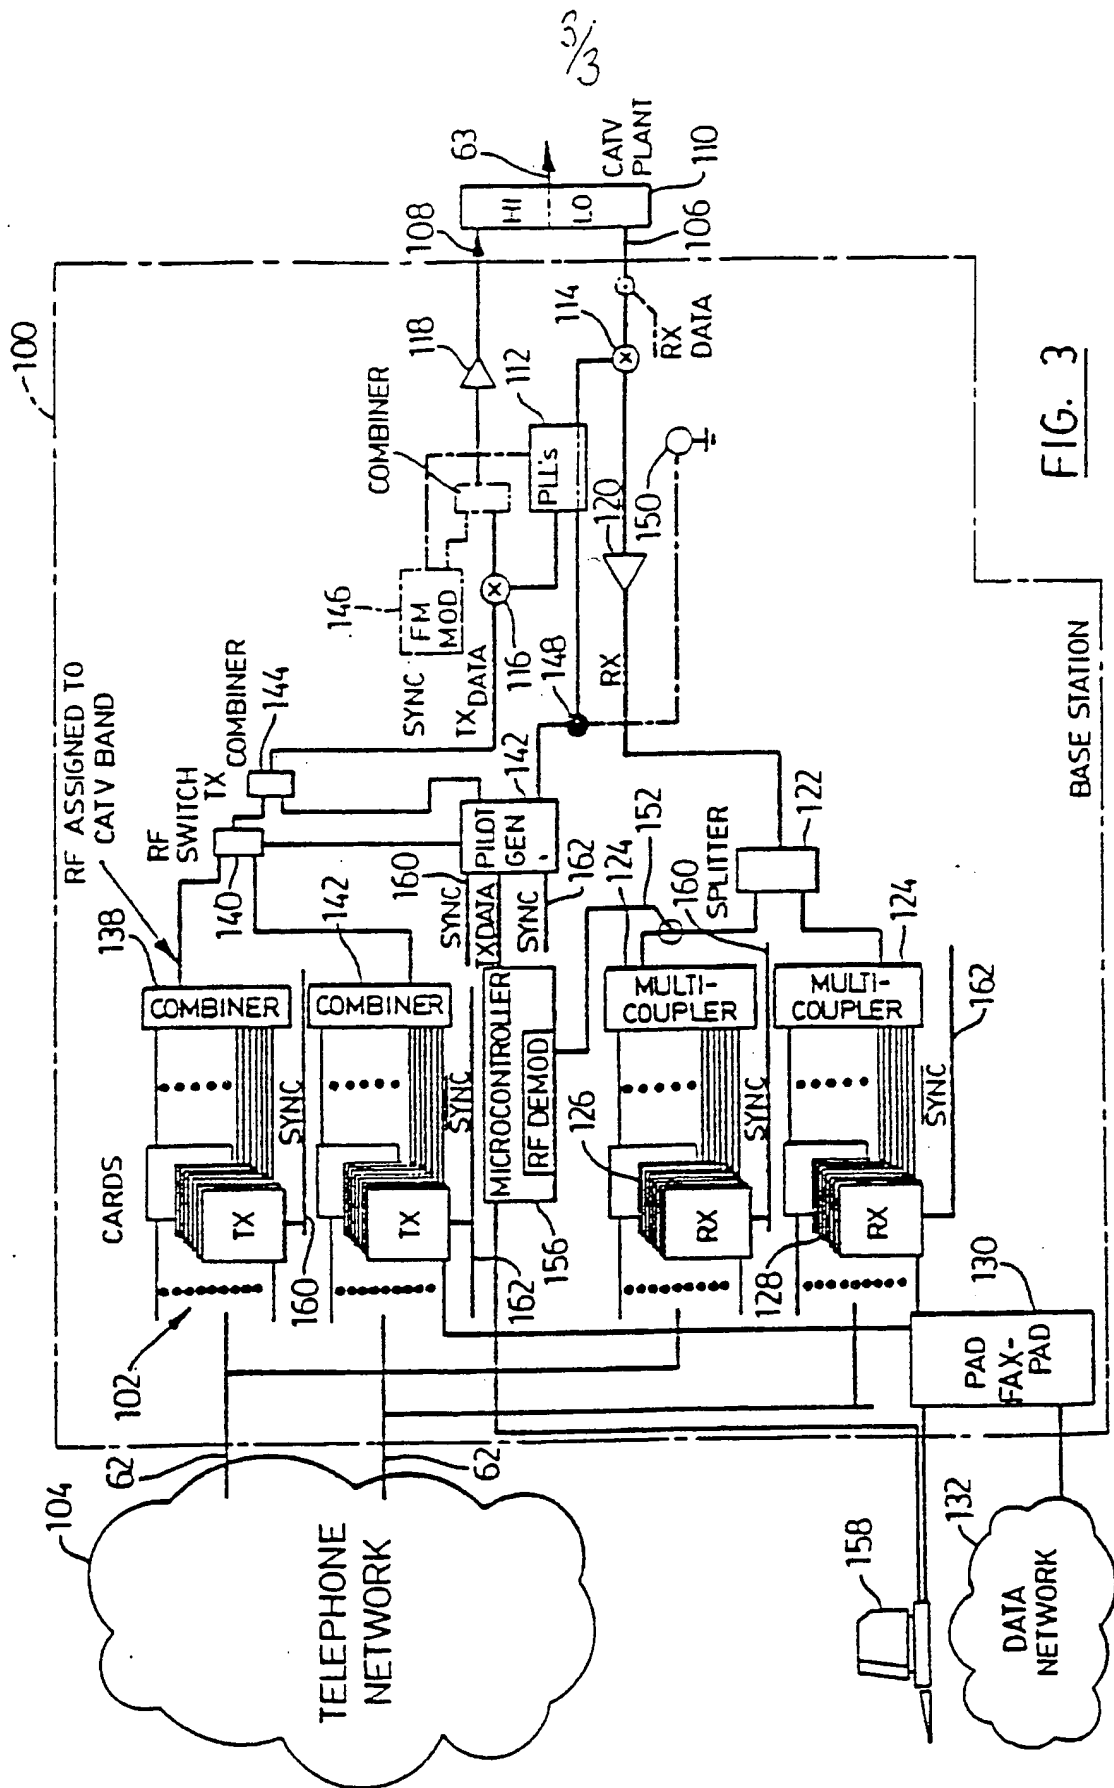 3/3
100
108
63
CATV
PLANT
110
HI
LO
106
RX
DATA
114
118
112
COMBINER
PLL's
120
150
146
FM
MOD
SYNC
TX DATA
116
148
RX
RF ASSIGNED TO
CATV BAND
RF
SWITCH
TX
COMBINER
144
140
138
142
PILOT
GEN
142
160
SYNC
TXDATA
SYNC
162
152
124
SPLITTER
160
122
124
162
COMBINER
COMBINER
MICROCONTROLLER
RF DEMOD
MULTI-
COUPLER
MULTI-
COUPLER
SYNC
SYNC
SYNC
SYNC
CARDS
TX
TX
RX
RX
126
128
160
162
156
130
PAD
FAX-
PAD
102
62
62
104
TELEPHONE
NETWORK
158
132
DATA
NETWORK
BASE STATION
FIG. 3